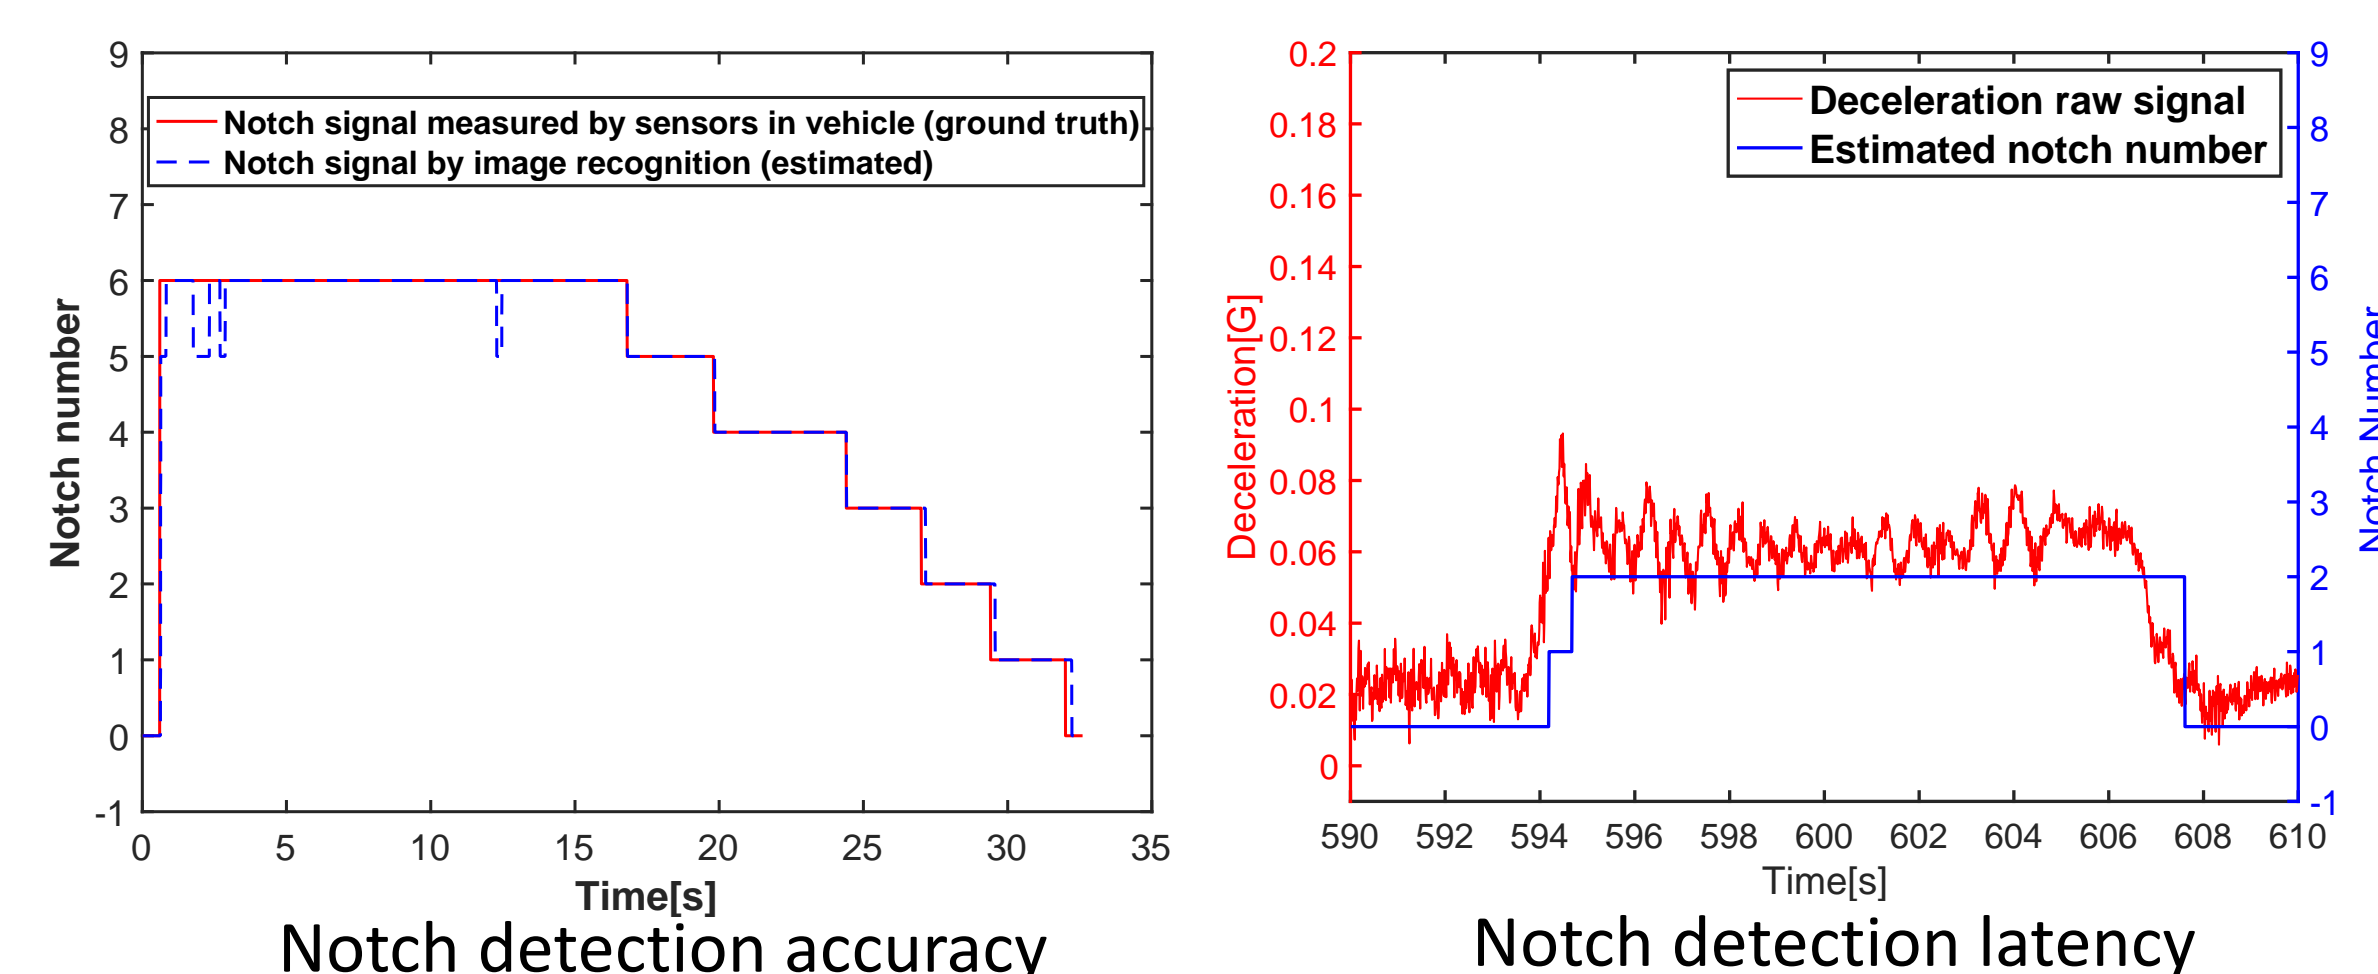 9
8
7
6
5
4
3
2
1
0
-1
Notch number
Notch signal measured by sensors in vehicle (ground truth)
Notch signal by image recognition (estimated)
0 5 10 15 20 25 30 35
Time[s]
Notch detection accuracy
0.2
0.18
0.16
0.14
0.12
0.1
0.08
0.06
0.04
0.02
0
Deceleration[G]
Deceleration raw signal
Estimated notch number
9
8
7
6
5
4
3
2
1
0
-1
Notch Number
590 592 594 596 598 600 602 604 606 608 610
Time[s]
Notch detection latency